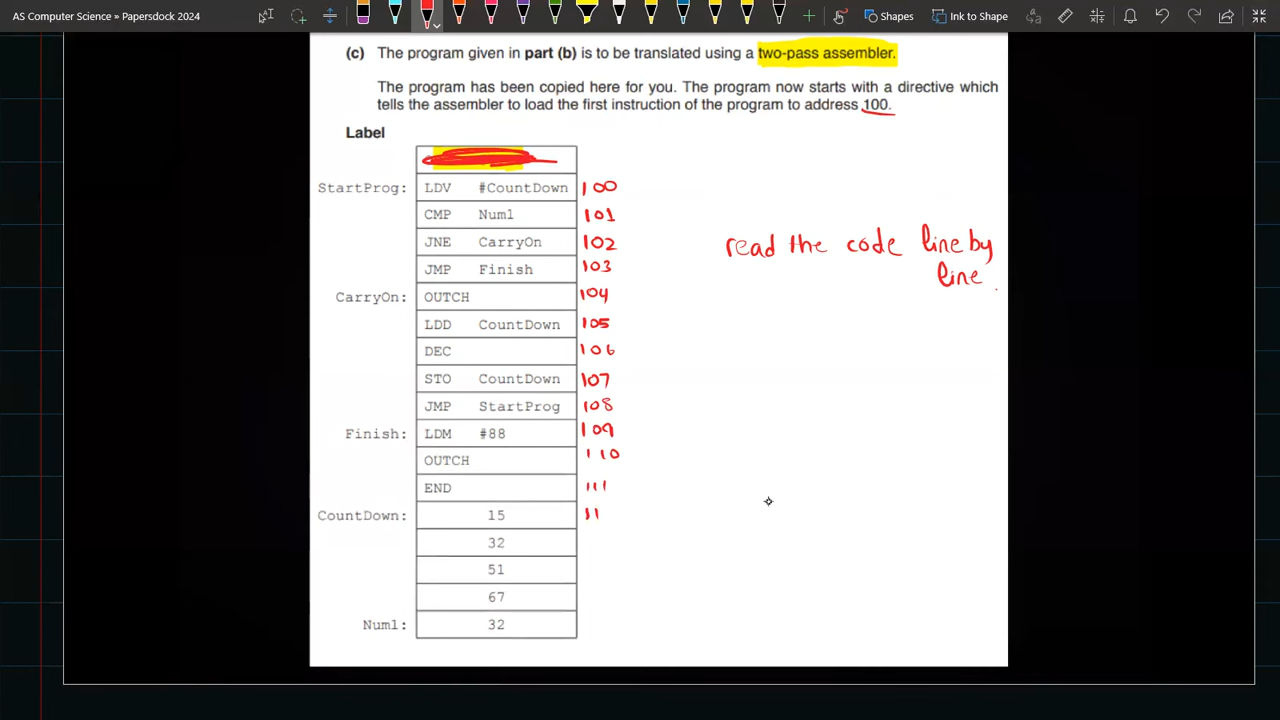 AS Computer Science » Papersdock 2024
Shapes
Ink to Shape
(c) The program given in part (b) is to be translated using a two-pass assembler.
The program has been copied here for you. The program now starts with a directive which
tells the assembler to load the first instruction of the program to address 100.
Label
StartProg: LDV #CountDown 100
CMP Num1 101
read the code line by
JNE CarryOn 102
JMP Finish 103
line.
CarryOn: OUTCH 104
LDD CountDown 105
DEC 106
STO CountDown 107
JMP StartProg 108
Finish: LDM #88 109
OUTCH 110
END 111
CountDown: 15 11
32
51
67
Num1: 32